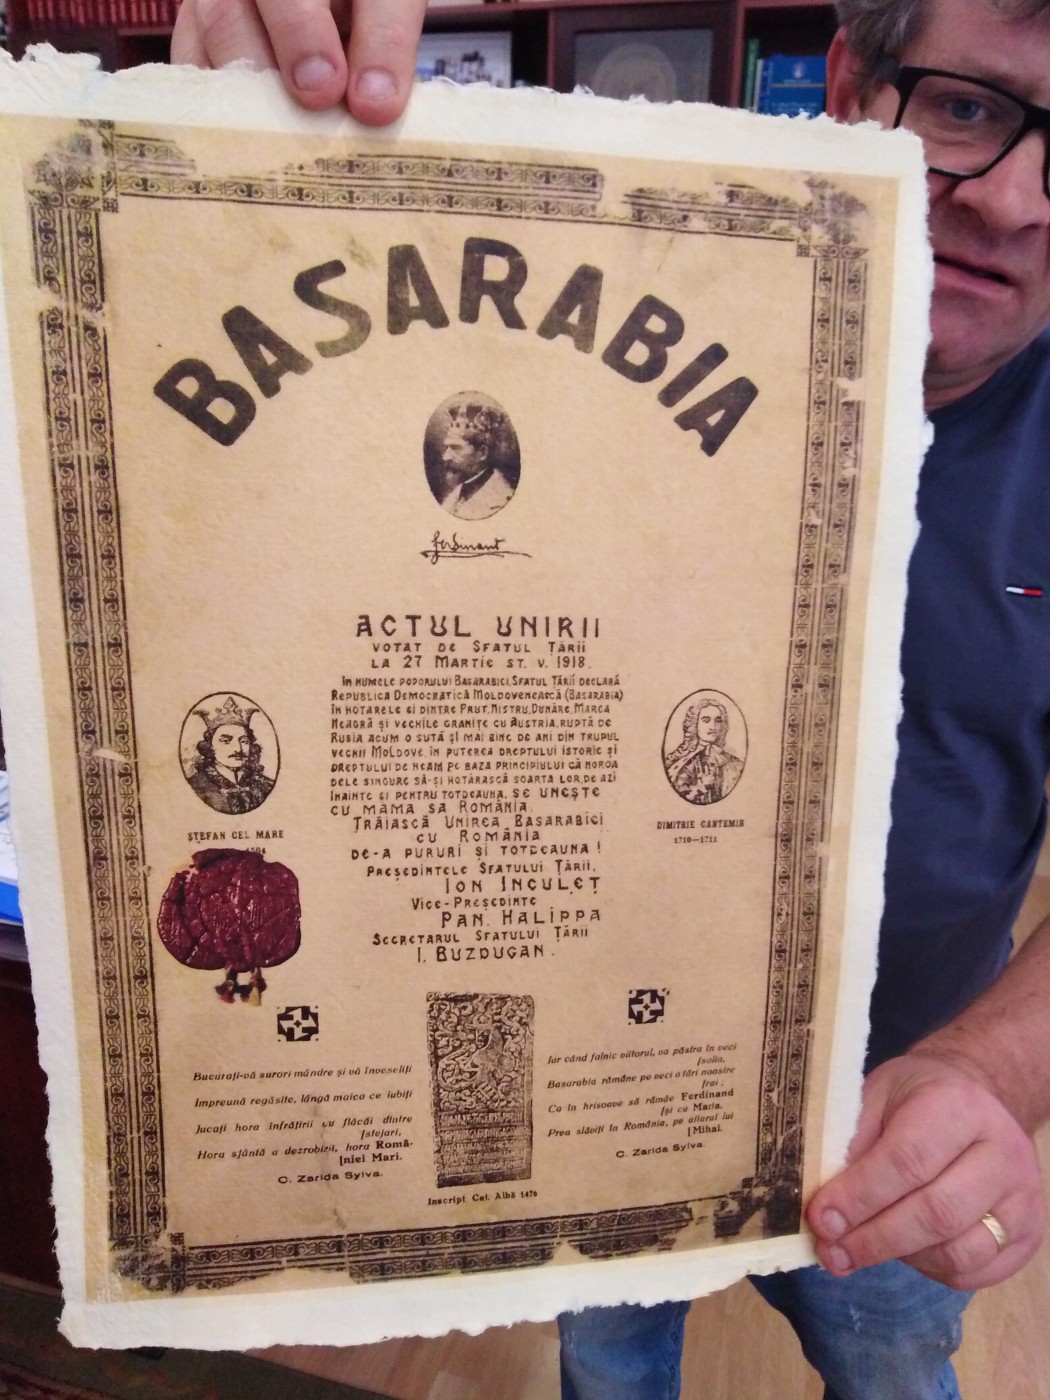 BASARABIA
Ferdinand
ACTUL UNIRII
VOTAT DE SFATUL ȚĂRII
LA 27 MARTIE ST. V. 1918.
ÎN NUMELE POPORULUI BASARABIEI, SFATUL ȚĂRII DECLARĂ
REPUBLICA DEMOCRATICĂ MOLDOVENEASCĂ (BASARABIA)
ÎN HOTARELE EI DINTRE PRUT, NISTRU, DUNĂRE, MAREA
NEAGRĂ ȘI VECHILE GRANIȚE CU AUSTRIA, RUPTĂ DE
RUSIA ACUM O SUTĂ ȘI MAI BINE DE ANI DIN TRUPUL
VECHII MOLDOVE. ÎN PUTEREA DREPTULUI ISTORIC ȘI
DREPTULUI DE NEAM, PE BAZA PRINCIPIULUI CĂ NOROA
DELE SINGURE SĂ-ȘI HOTĂRASCĂ SOARTA LOR, DE AZI
ÎNAINTE ȘI PENTRU TOTDEAUNA, SE UNEȘTE
CU MAMA SA ROMÂNIA.
TRĂIASCĂ UNIREA BASARABIEI
CU ROMÂNIA
DE-A PURURI ȘI TOTDEAUNA!
PREȘEDINTELE SFATULUI ȚĂRII,
ION INCULEȚ
VICE-PREȘEDINTE
PAN. HALIPPA
SECRETARUL SFATULUI ȚĂRII
I. BUZDUGAN.
ȘTEFAN CEL MARE
1504
DIMITRIE CANTEMIR
1710—1711
Bucurați-vă surori mândre și vă înveseliți
Impreună regăsite, lângă maica ce iubiți
Jucați hora înfrățirii cu flăcăi dintre
[stejari,
Hora sfântă a dezrobirii, hora Româ-
[niei Mari.
C. Zarida Sylva.
Inscript. Cet. Albă 1476
Iar când falnic viitorul, va păstra în veci
[solia,
Basarabia rămâne pe veci a țării noastre
[rai;
Ca în hrisoave să rămâe Ferdinand
[și cu Maria,
Prea slăviți în România, pe altarul lui
[Mihai.
C. Zarida Sylva.